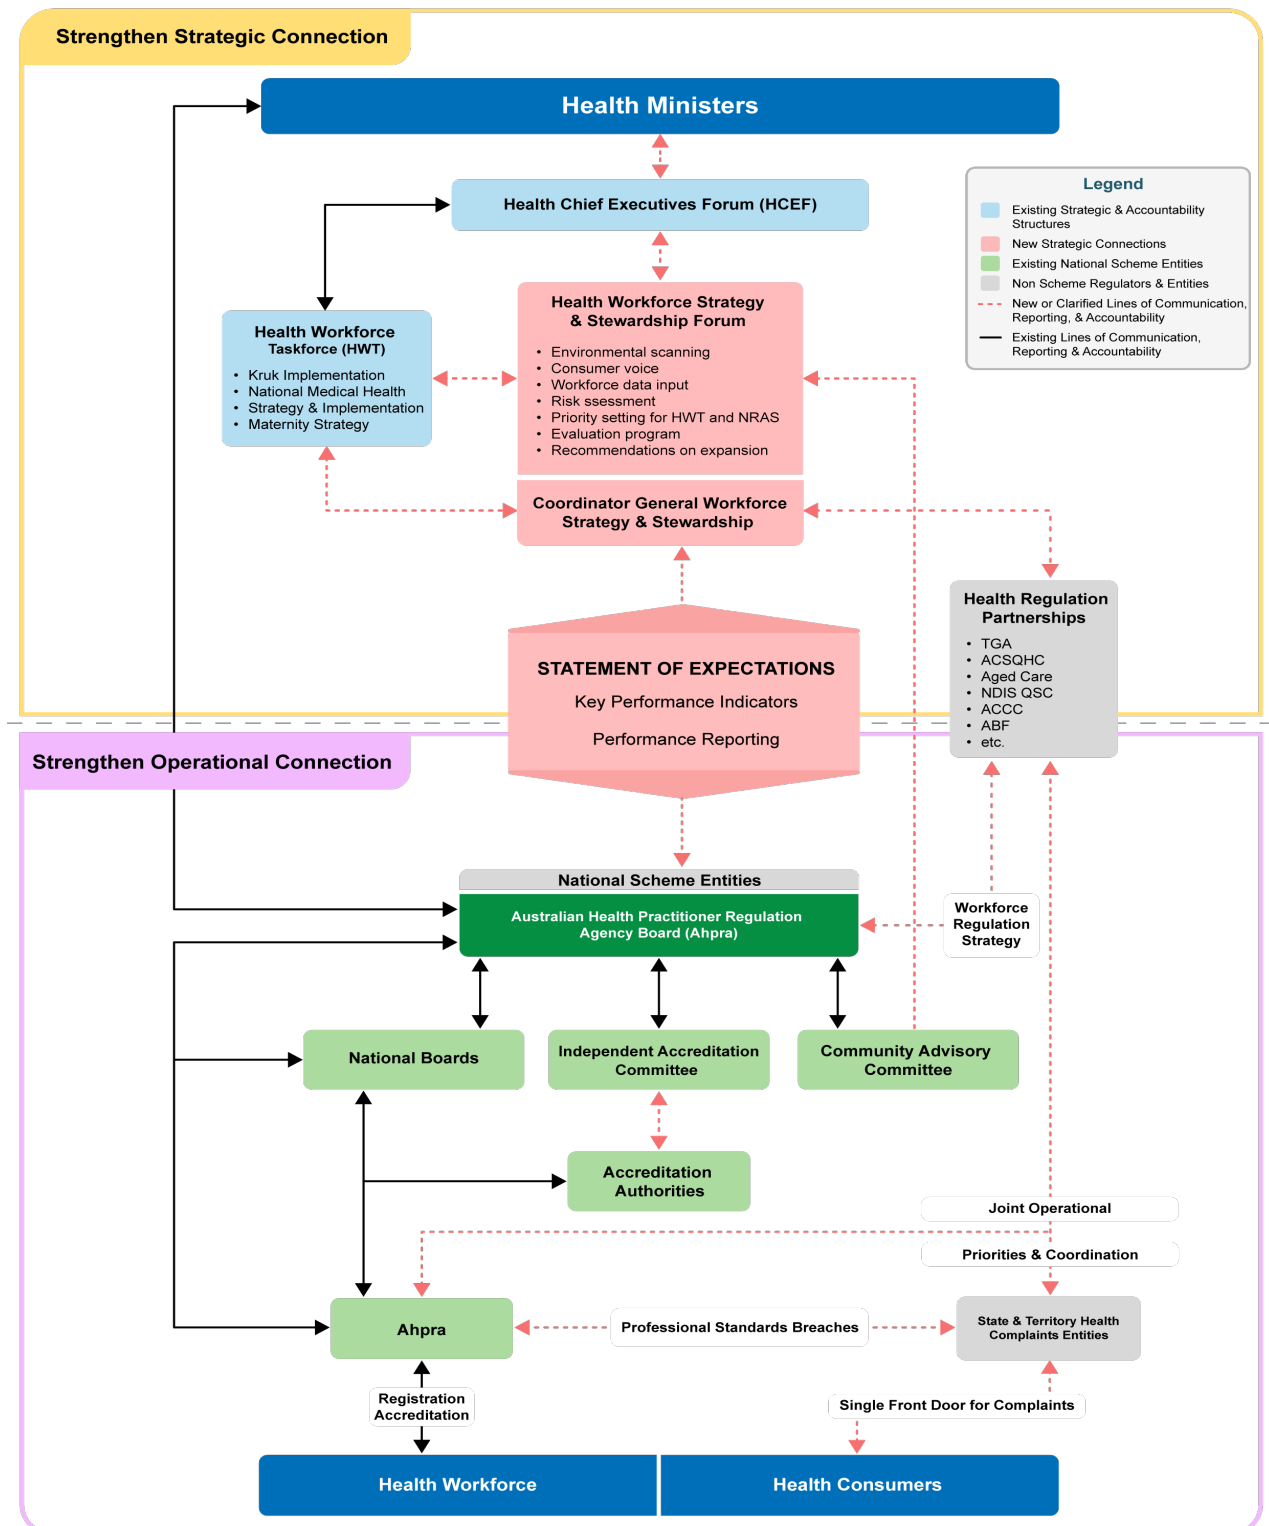 Strengthen Strategic Connection
Health Ministers
Health Chief Executives Forum (HCEF)
Legend
Existing Strategic & Accountability
Structures
New Strategic Connections
Existing National Scheme Entities
Non Scheme Regulators & Entities
New or Clarified Lines of Communication,
Reporting, & Accountability
Existing Lines of Communication,
Reporting & Accountability
Health Workforce
Taskforce (HWT)
• Kruk Implementation
• National Medical Health
• Strategy & Implementation
• Maternity Strategy
Health Workforce Strategy
& Stewardship Forum
• Environmental scanning
• Consumer voice
• Workforce data input
• Risk ssessment
• Priority setting for HWT and NRAS
• Evaluation program
• Recommendations on expansion
Coordinator General Workforce
Strategy & Stewardship
Health Regulation
Partnerships
• TGA
• ACSQHC
• Aged Care
• NDIS QSC
• ACCC
• ABF
• etc.
STATEMENT OF EXPECTATIONS
Key Performance Indicators
Performance Reporting
Strengthen Operational Connection
National Scheme Entities
Australian Health Practitioner Regulation
Agency Board (Ahpra)
Workforce
Regulation
Strategy
National Boards
Independent Accreditation
Committee
Community Advisory
Committee
Accreditation
Authorities
Joint Operational
Priorities & Coordination
Ahpra
Professional Standards Breaches
State & Territory Health
Complaints Entities
Registration
Accreditation
Single Front Door for Complaints
Health Workforce
Health Consumers